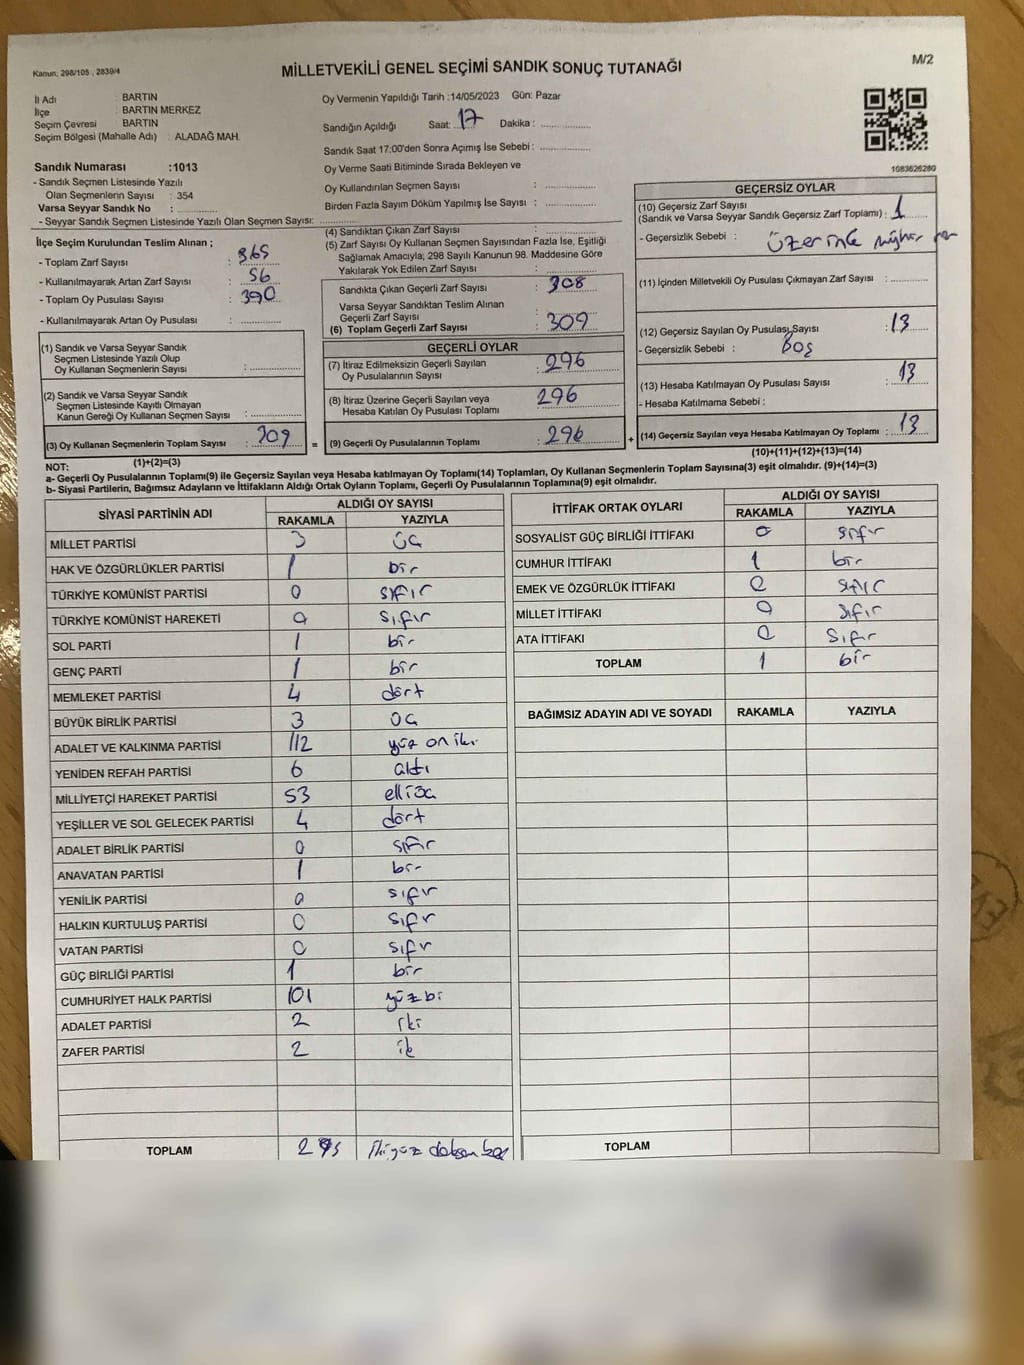 Kanun, 298/105 , 2839/4
MİLLETVEKİLİ GENEL SEÇİMİ SANDIK SONUÇ TUTANAĞI
M/2
İl Adı : BARTIN
İlçe : BARTIN MERKEZ
Seçim Çevresi : BARTIN
Seçim Bölgesi (Mahalle Adı) : ALADAĞ MAH.
Sandık Numarası :1013
- Sandık Seçmen Listesinde Yazılı
Olan Seçmenlerin Sayısı : 354
Varsa Seyyar Sandık No :
- Seyyar Sandık Seçmen Listesinde Yazılı Olan Seçmen Sayısı:
Oy Vermenin Yapıldığı Tarih :14/05/2023 Gün: Pazar
Sandığın Açıldığı Saat: 17 Dakika :
Sandık Saat 17:00'den Sonra Açımış İse Sebebi :
Oy Verme Saati Bitiminde Sırada Bekleyen ve
Oy Kullandırılan Seçmen Sayısı :
Birden Fazla Sayım Döküm Yapılmış İse Sayısı :
1083626280
İlçe Seçim Kurulundan Teslim Alınan ;
- Toplam Zarf Sayısı : 365
- Kullanılmayarak Artan Zarf Sayısı : 56
- Toplam Oy Pusulası Sayısı : 390
- Kullanılmayarak Artan Oy Pusulası :
(1) Sandık ve Varsa Seyyar Sandık
Seçmen Listesinde Yazılı Olup
Oy Kullanan Seçmenlerin Sayısı :
(2) Sandık ve Varsa Seyyar Sandık
Seçmen Listesinde Kayıtlı Olmayan
Kanun Gereği Oy Kullanan Seçmen Sayısı :
(3) Oy Kullanan Seçmenlerin Toplam Sayısı : 309 =
(1)+(2)=(3)
(4) Sandıktan Çıkan Zarf Sayısı :
(5) Zarf Sayısı Oy Kullanan Seçmen Sayısından Fazla İse, Eşitliği
Sağlamak Amacıyla; 298 Sayılı Kanunun 98. Maddesine Göre
Yakılarak Yok Edilen Zarf Sayısı :
Sandıkta Çıkan Geçerli Zarf Sayısı : 308
Varsa Seyyar Sandıktan Teslim Alınan
Geçerli Zarf Sayısı :
(6) Toplam Geçerli Zarf Sayısı : 309
GEÇERLİ OYLAR
(7) İtiraz Edilmeksizin Geçerli Sayılan
Oy Pusulalarının Sayısı : 296
(8) İtiraz Üzerine Geçerli Sayılan veya
Hesaba Katılan Oy Pusulası Toplamı 296
(9) Geçerli Oy Pusulalarının Toplamı : 296 +
GEÇERSİZ OYLAR
(10) Geçersiz Zarf Sayısı
(Sandık ve Varsa Seyyar Sandık Geçersiz Zarf Toplamı) : 1
- Geçersizlik Sebebi : üzerinde mühür
(11) İçinden Milletvekili Oy Pusulası Çıkmayan Zarf Sayısı :
(12) Geçersiz Sayılan Oy Pusulası Sayısı : 13
- Geçersizlik Sebebi : Boş
(13) Hesaba Katılmayan Oy Pusulası Sayısı : 13
- Hesaba Katılmama Sebebi :
(14) Geçersiz Sayılan veya Hesaba Katılmayan Oy Toplamı : 13
(10)+(11)+(12)+(13)=(14)
NOT:
a- Geçerli Oy Pusulalarının Toplamı(9) ile Geçersiz Sayılan veya Hesaba katılmayan Oy Toplamı(14) Toplamları, Oy Kullanan Seçmenlerin Toplam Sayısına(3) eşit olmalıdır. (9)+(14)=(3)
b- Siyasi Partilerin, Bağımsız Adayların ve İttifakların Aldığı Ortak Oyların Toplamı, Geçerli Oy Pusulalarının Toplamına(9) eşit olmalıdır.
SİYASİ PARTİNİN ADI ALDIĞI OY SAYISI
RAKAMLA YAZIYLA
MİLLET PARTİSİ 3 üç
HAK VE ÖZGÜRLÜKLER PARTİSİ 1 bir
TÜRKİYE KOMÜNİST PARTİSİ 0 sıfır
TÜRKİYE KOMÜNİST HAREKETİ 0 sıfır
SOL PARTİ 1 bir
GENÇ PARTİ 1 bir
MEMLEKET PARTİSİ 4 dört
BÜYÜK BİRLİK PARTİSİ 3 üç
ADALET VE KALKINMA PARTİSİ 112 yüz on iki
YENİDEN REFAH PARTİSİ 6 altı
MİLLİYETÇİ HAREKET PARTİSİ 53 elli üç
YEŞİLLER VE SOL GELECEK PARTİSİ 4 dört
ADALET BİRLİK PARTİSİ 0 sıfır
ANAVATAN PARTİSİ 1 bir
YENİLİK PARTİSİ 0 sıfır
HALKIN KURTULUŞ PARTİSİ 0 sıfır
VATAN PARTİSİ 0 sıfır
GÜÇ BİRLİĞİ PARTİSİ 1 bir
CUMHURİYET HALK PARTİSİ 101 yüz bi
ADALET PARTİSİ 2 iki
ZAFER PARTİSİ 2 ik
TOPLAM 295 ikiyüz doksan beş
İTTİFAK ORTAK OYLARI ALDIĞI OY SAYISI
RAKAMLA YAZIYLA
SOSYALİST GÜÇ BİRLİĞİ İTTİFAKI 0 sıfır
CUMHUR İTTİFAKI 1 bir
EMEK VE ÖZGÜRLÜK İTTİFAKI 0 sıfır
MİLLET İTTİFAKI 0 sıfır
ATA İTTİFAKI 0 sıfır
TOPLAM 1 bir
BAĞIMSIZ ADAYIN ADI VE SOYADI RAKAMLA YAZIYLA
TOPLAM